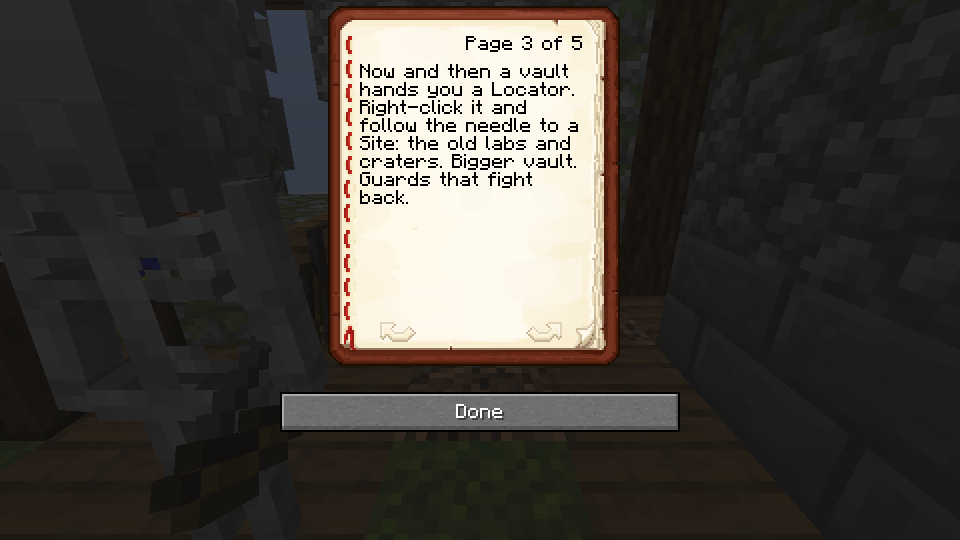 Page 3 of 5
Now and then a vault
hands you a Locator.
Right-click it and
follow the needle to a
Site: the old labs and
craters. Bigger vault.
Guards that fight
back.
Done